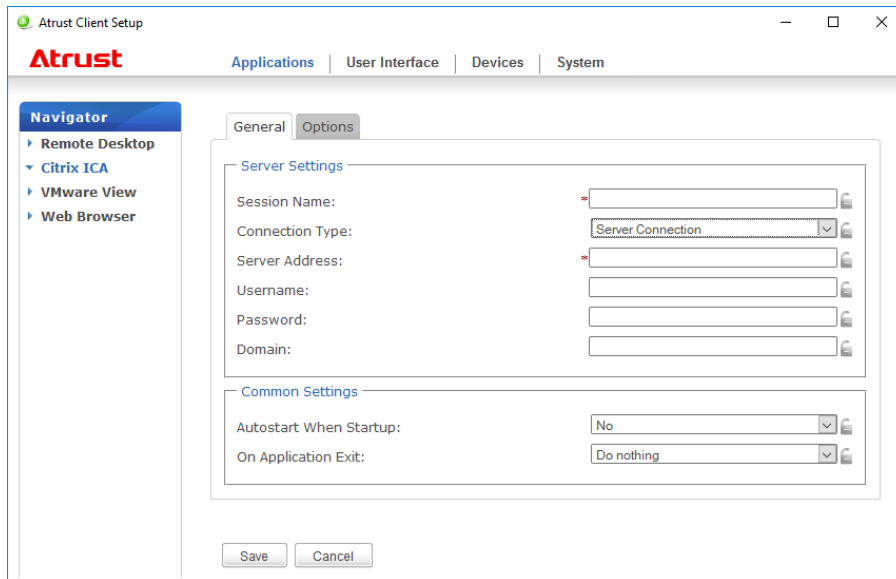 Atrust Client Setup
Atrust
Applications | User Interface | Devices | System
Navigator
Remote Desktop
Citrix ICA
VMware View
Web Browser
General Options
Server Settings
Session Name: *
Connection Type: Server Connection
Server Address: *
Username:
Password:
Domain:
Common Settings
Autostart When Startup: No
On Application Exit: Do nothing
Save Cancel